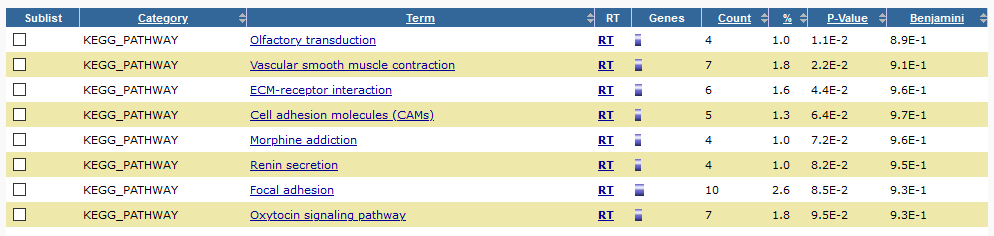 Sublist Category Term RT Genes Count % P-Value Benjamini
KEGG_PATHWAY Olfactory transduction RT 4 1.0 1.1E-2 8.9E-1
KEGG_PATHWAY Vascular smooth muscle contraction RT 7 1.8 2.2E-2 9.1E-1
KEGG_PATHWAY ECM-receptor interaction RT 6 1.6 4.4E-2 9.6E-1
KEGG_PATHWAY Cell adhesion molecules (CAMs) RT 5 1.3 6.4E-2 9.7E-1
KEGG_PATHWAY Morphine addiction RT 4 1.0 7.2E-2 9.6E-1
KEGG_PATHWAY Renin secretion RT 4 1.0 8.2E-2 9.5E-1
KEGG_PATHWAY Focal adhesion RT 10 2.6 8.5E-2 9.3E-1
KEGG_PATHWAY Oxytocin signaling pathway RT 7 1.8 9.5E-2 9.3E-1